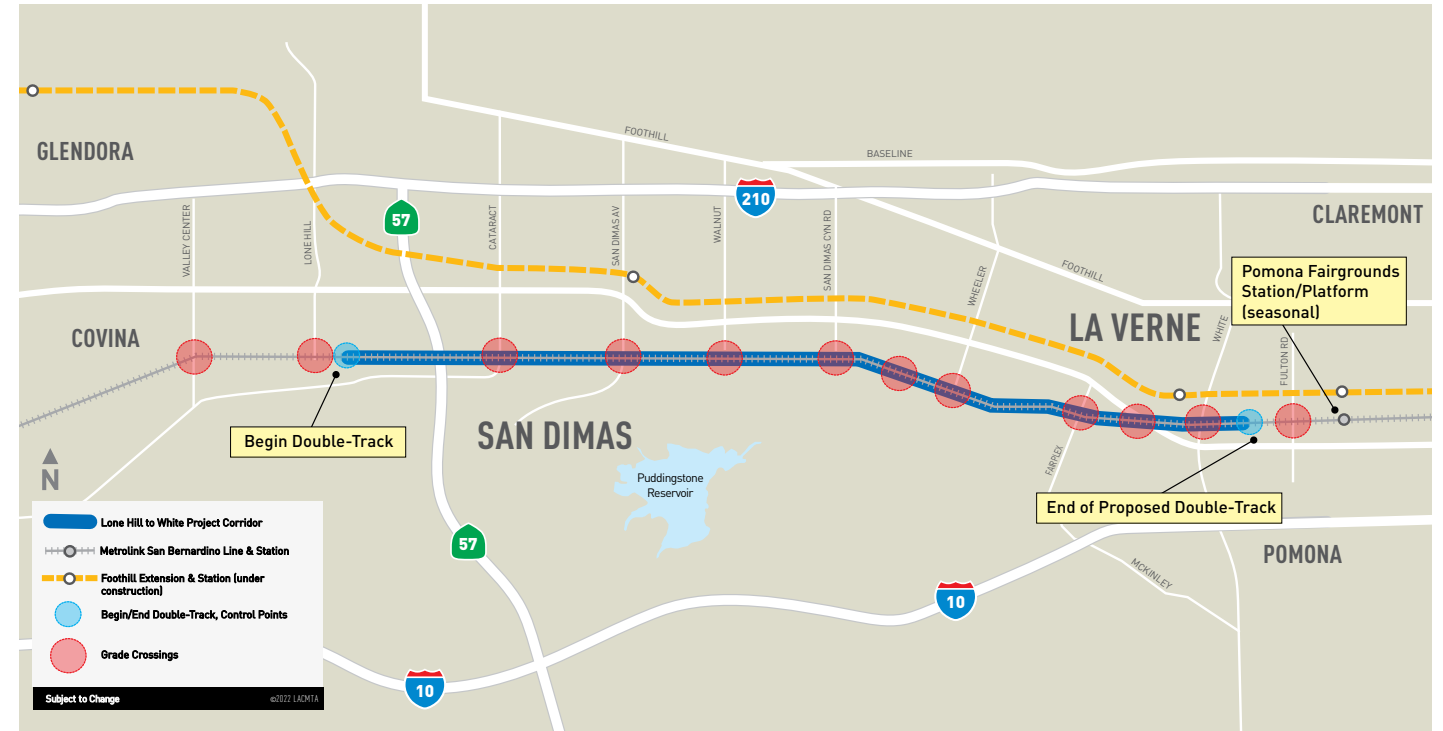 FOOTHILL
BASELINE
GLENDORA
210
57
CLAREMONT
VALLEY CENTER
LONE HILL
CATARACT
SAN DIMAS AV
WALNUT
SAN DIMAS CYN RD
WHEELER
FOOTHILL
Pomona Fairgrounds
Station/Platform
(seasonal)
COVINA
LA VERNE
WHITE
FULTON RD
Begin Double-Track
SAN DIMAS
FAIRPLEX
N
Puddingstone
Reservoir
End of Proposed Double-Track
57
POMONA
MCKINLEY
10
10
Lone Hill to White Project Corridor
Metrolink San Bernardino Line & Station
Foothill Extension & Station (under
construction)
Begin/End Double-Track, Control Points
Grade Crossings
Subject to Change
©2022 LACMTA